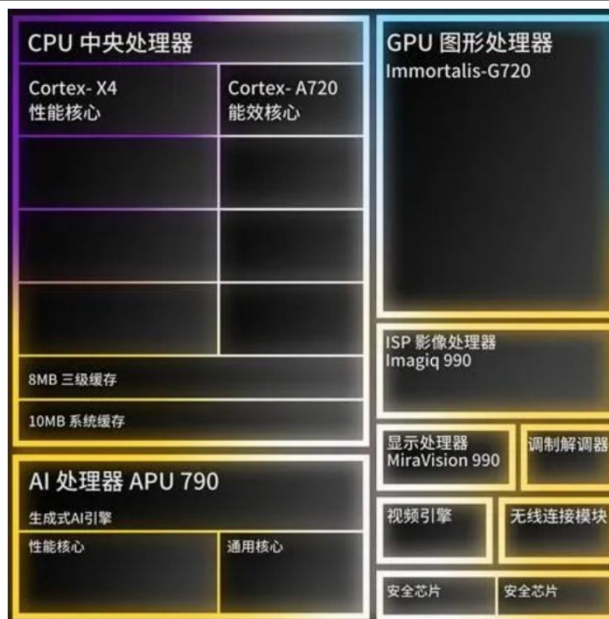 CPU 中央处理器
Cortex- X4
性能核心
Cortex- A720
能效核心
8MB 三级缓存
10MB 系统缓存
AI 处理器 APU 790
生成式AI引擎
性能核心
通用核心
GPU 图形处理器
Immortalis-G720
ISP 影像处理器
Imagiq 990
显示处理器
MiraVision 990
调制解调器
视频引擎
无线连接模块
安全芯片
安全芯片